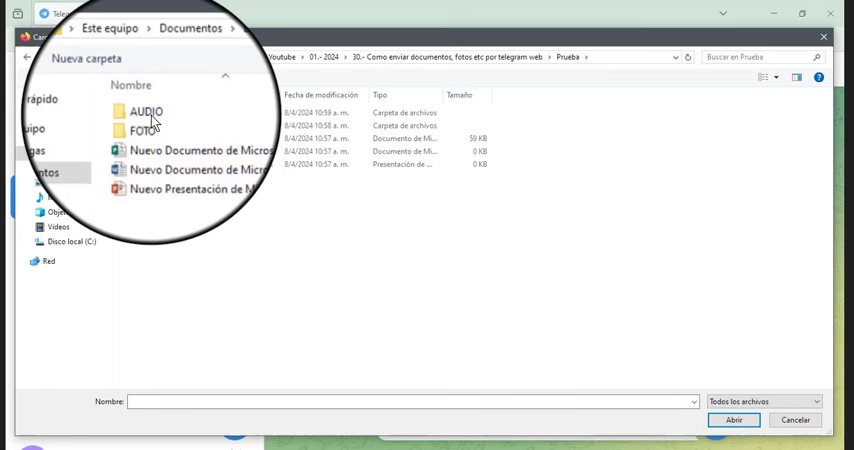 Teleg
Car
Este equipo > Documentos >
Youtube > 01.- 2024 > 30.- Como enviar documentos, fotos etc por telegram web > Prueba >
Buscar en Prueba
Nueva carpeta
Nombre
Fecha de modificación Tipo Tamaño
rápido
AUDIO
8/4/2024 10:59 a. m. Carpeta de archivos
FOTO
8/4/2024 10:58 a. m. Carpeta de archivos
uipo
Nuevo Documento de Micros
8/4/2024 10:57 a. m. Documento de Mi... 59 KB
gas
Nuevo Documento de Micro
8/4/2024 10:57 a. m. Documento de Mi... 0 KB
ntos
Nuevo Presentación de M
8/4/2024 10:57 a. m. Presentación de ... 0 KB
Obje
Vídeos
Disco local (C:)
Red
Nombre:
Todos los archivos
Abrir Cancelar